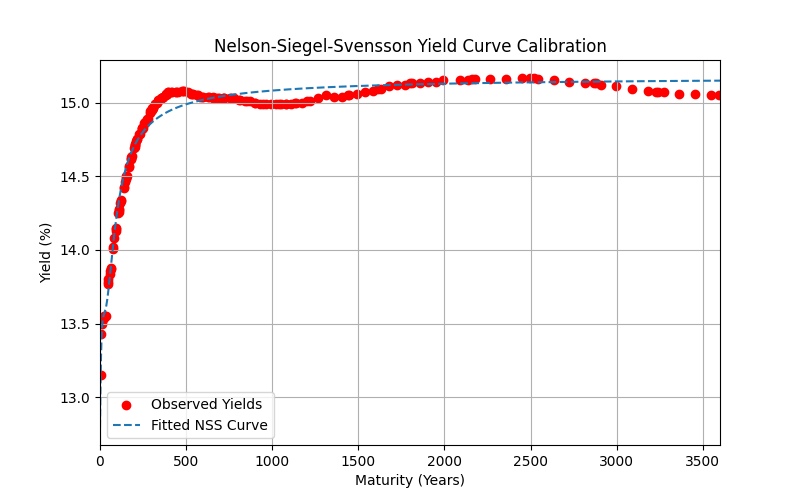 Nelson-Siegel-Svensson Yield Curve Calibration
Yield (%)
15.0
14.5
14.0
13.5
13.0
Observed Yields
Fitted NSS Curve
0 500 1000 1500 2000 2500 3000 3500
Maturity (Years)